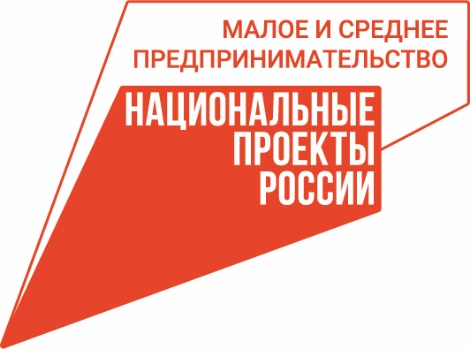 МАЛОЕ И СРЕДНЕЕ
ПРЕДПРИНИМАТЕЛЬСТВО
НАЦИОНАЛЬНЫЕ
ПРОЕКТЫ
РОССИИ